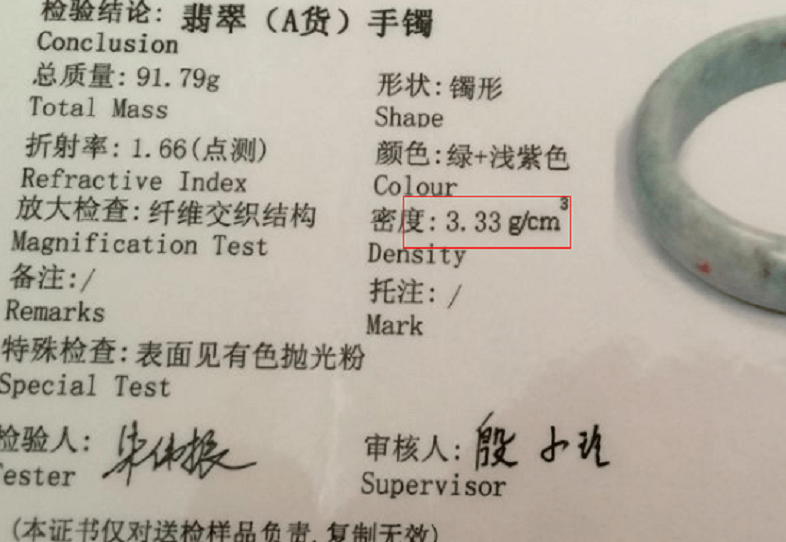 检验结论: 翡翠（A货）手镯
Conclusion
总质量: 91.79g
Total Mass
形状: 镯形
Shape
折射率: 1.66(点测)
Refractive Index
颜色: 绿+浅紫色
Colour
放大检查: 纤维交织结构
Magnification Test
密度: 3.33 g/cm³
Density
备注: /
Remarks
托注: /
Mark
特殊检查: 表面见有色抛光粉
Special Test
检验人:
Tester
审核人: 殷小玲
Supervisor
(本证书仅对送检样品负责,复制无效)